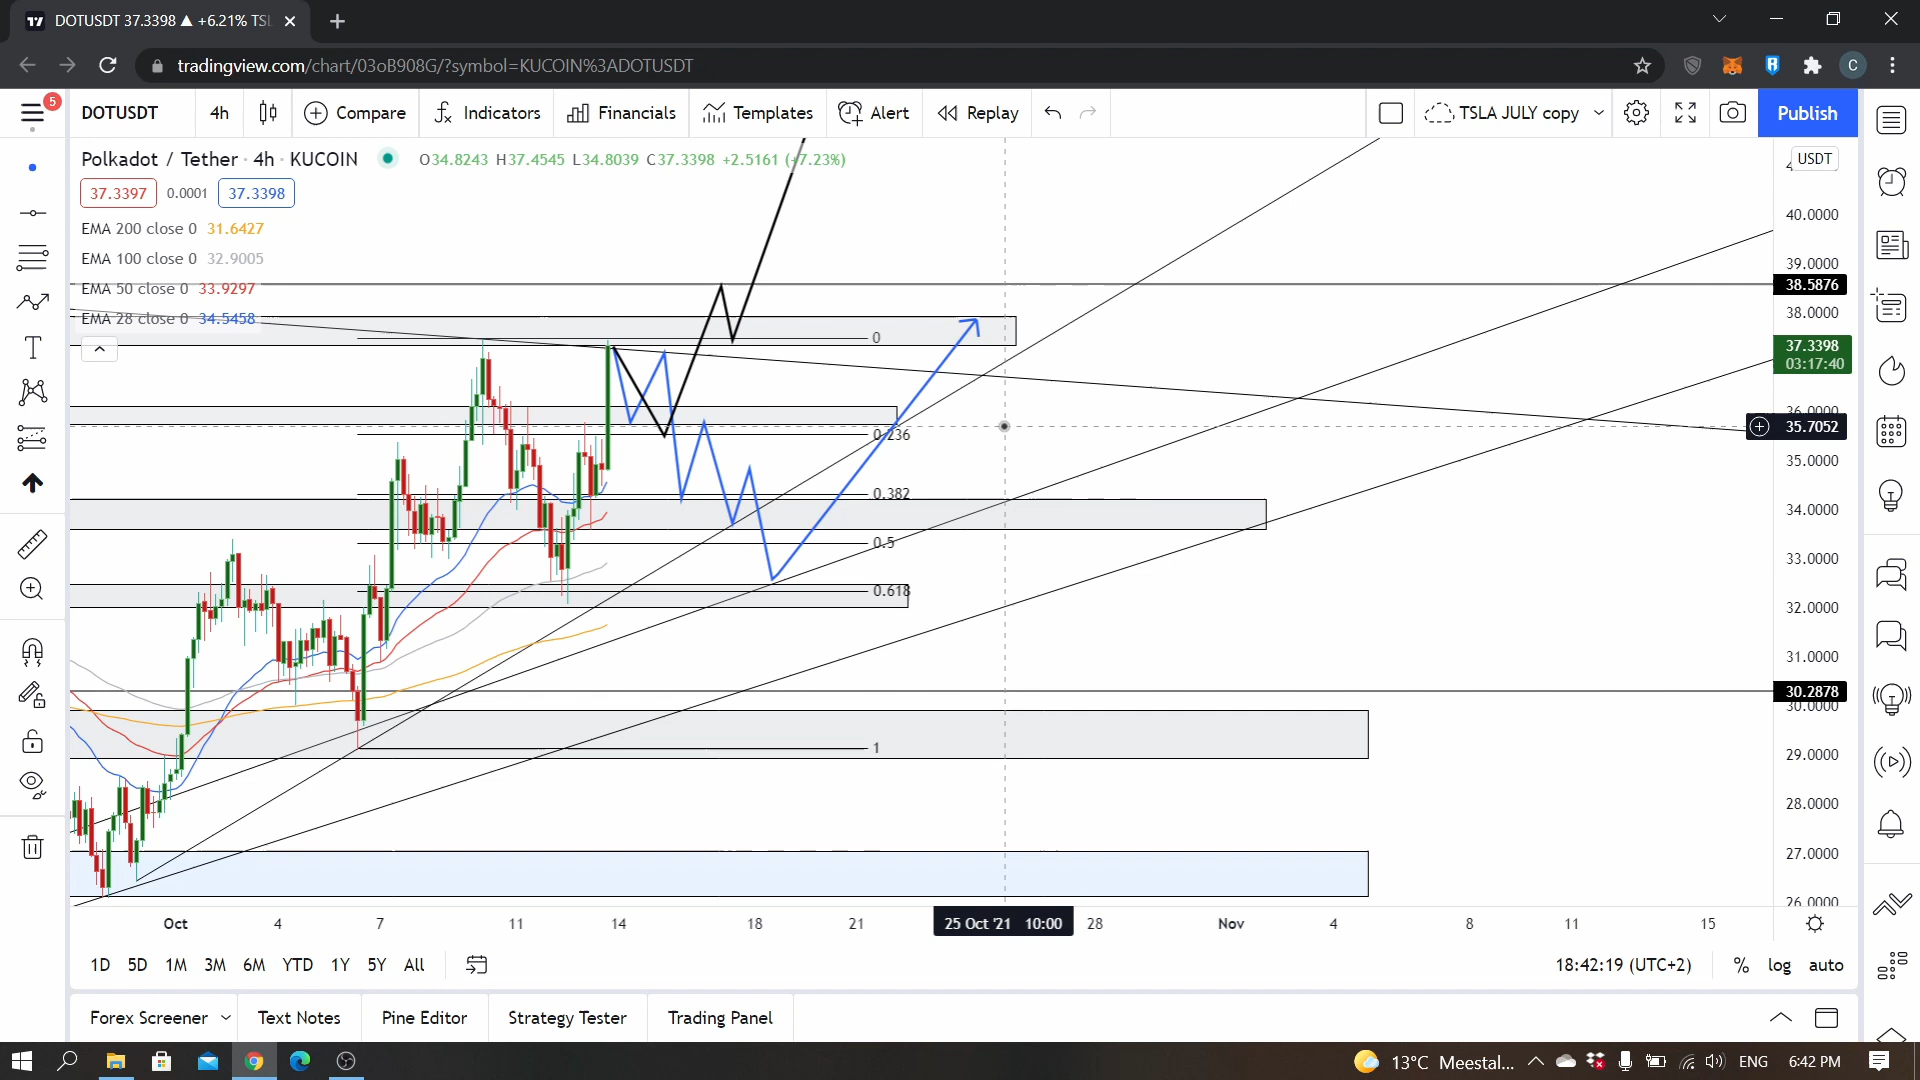 DOTUSDT 37.3398 ▲ +6.21% TSL
tradingview.com/chart/03oB908G/?symbol=KUCOIN%3ADOTUSDT
C
5
DOTUSDT 4h Compare Indicators Financials Templates Alert Replay TSLA JULY copy Publish
Polkadot / Tether · 4h · KUCOIN O34.8243 H37.4545 L34.8039 C37.3398 +2.5161 (+7.23%)
USDT
37.3397 0.0001 37.3398
EMA 200 close 0 31.6427
EMA 100 close 0 32.9005
EMA 50 close 0 33.9297
EMA 28 close 0 34.5458
0
0.236
0.382
0.5
0.618
1
40.0000
39.0000
38.5876
38.0000
37.3398
03:17:40
36.0000
35.7052
35.0000
34.0000
33.0000
32.0000
31.0000
30.2878
30.0000
29.0000
28.0000
27.0000
26.0000
Oct 4 7 11 14 18 21 25 Oct '21 10:00 28 Nov 4 8 11 15
1D 5D 1M 3M 6M YTD 1Y 5Y All 18:42:19 (UTC+2) % log auto
Forex Screener Text Notes Pine Editor Strategy Tester Trading Panel
13°C Meestal... ENG 6:42 PM